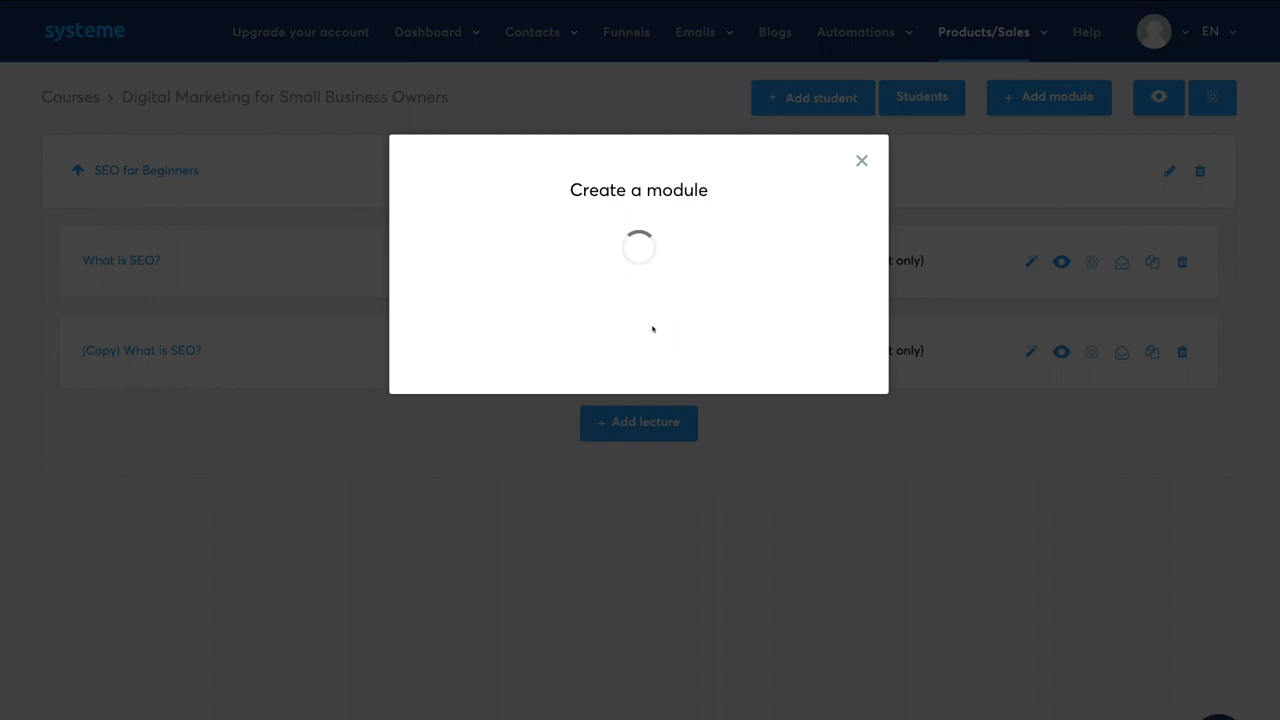 systeme
Upgrade your account
Dashboard
Contacts
Funnels
Emails
Blogs
Automations
Products/Sales
Help
EN
Courses > Digital Marketing for Small Business Owners
+ Add student
Students
+ Add module
Create a module
SEO for Beginners
What is SEO?
t only)
(Copy) What is SEO?
t only)
+ Add lecture